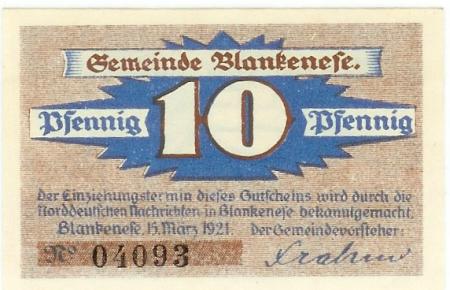 Gemeinde Blankenese.
Pfennig 10 Pfennig
der Einziehungstermin dieses Gutscheins wird durch die
Norddeutschen Nachrichten in Blankenese bekanntgemacht.
Blankenese, 15. März 1921. der Gemeindevorsteher:
No 04093